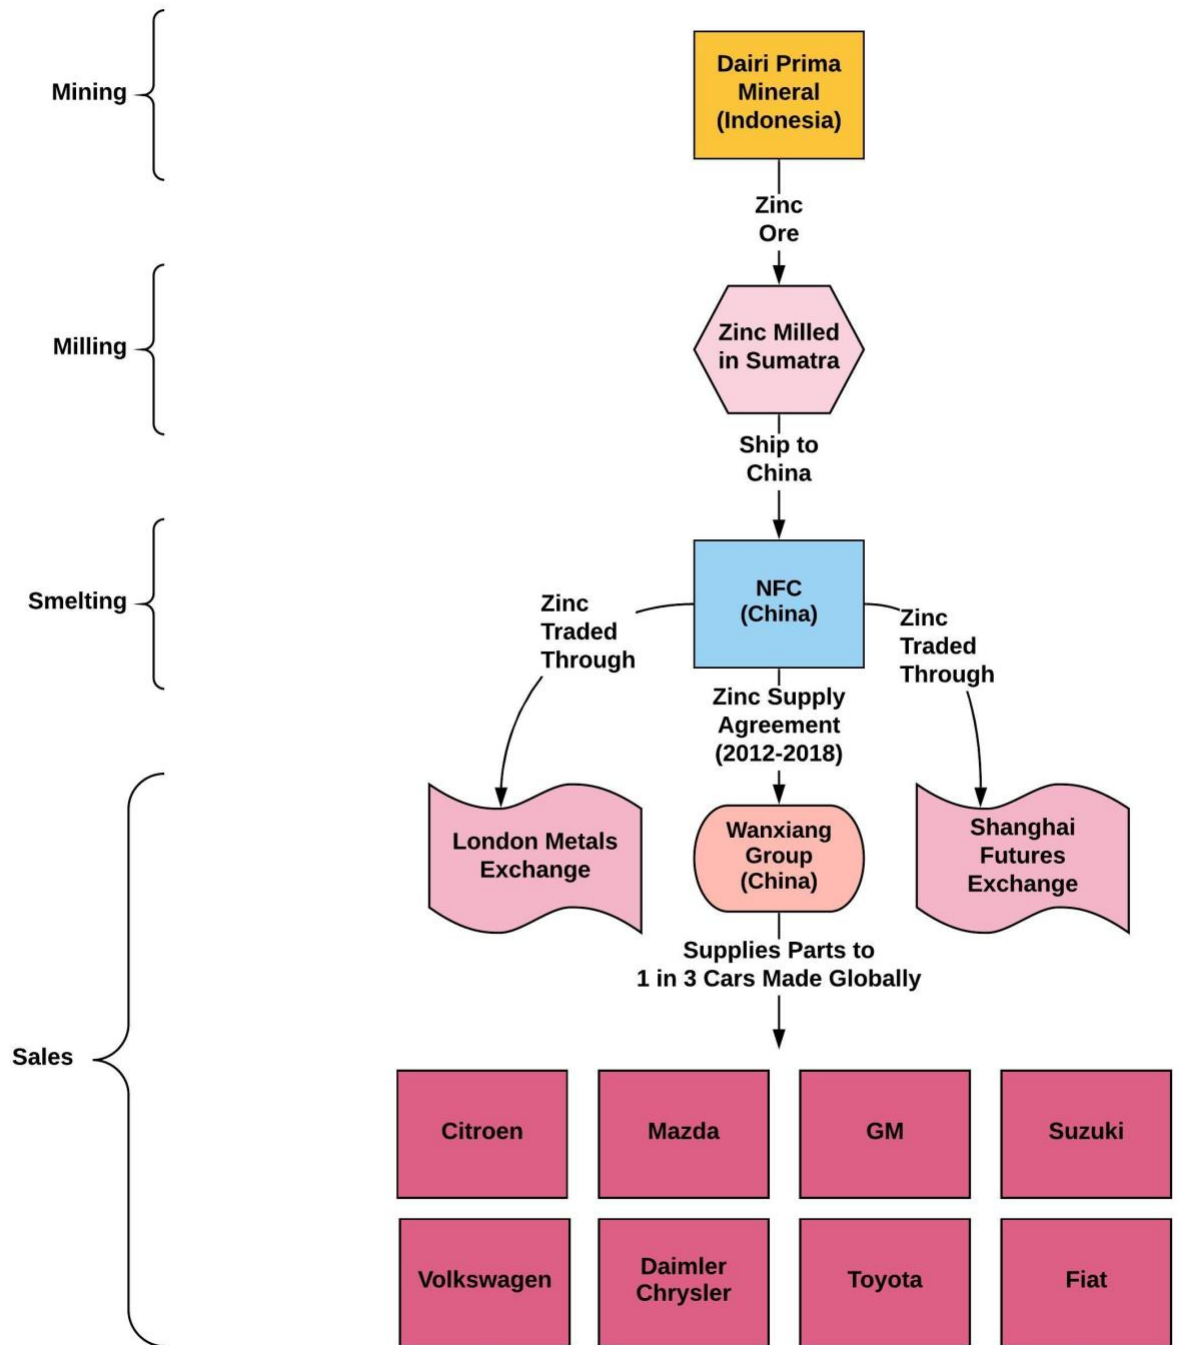 Mining
Dairi Prima
Mineral
(Indonesia)
Zinc
Ore
Milling
Zinc Milled
in Sumatra
Ship to
China
Smelting
NFC
(China)
Zinc
Traded
Through
Zinc
Traded
Through
Zinc Supply
Agreement
(2012-2018)
Sales
London Metals
Exchange
Wanxiang
Group
(China)
Shanghai
Futures
Exchange
Supplies Parts to
1 in 3 Cars Made Globally
Citroen
Mazda
GM
Suzuki
Volkswagen
Daimler
Chrysler
Toyota
Fiat